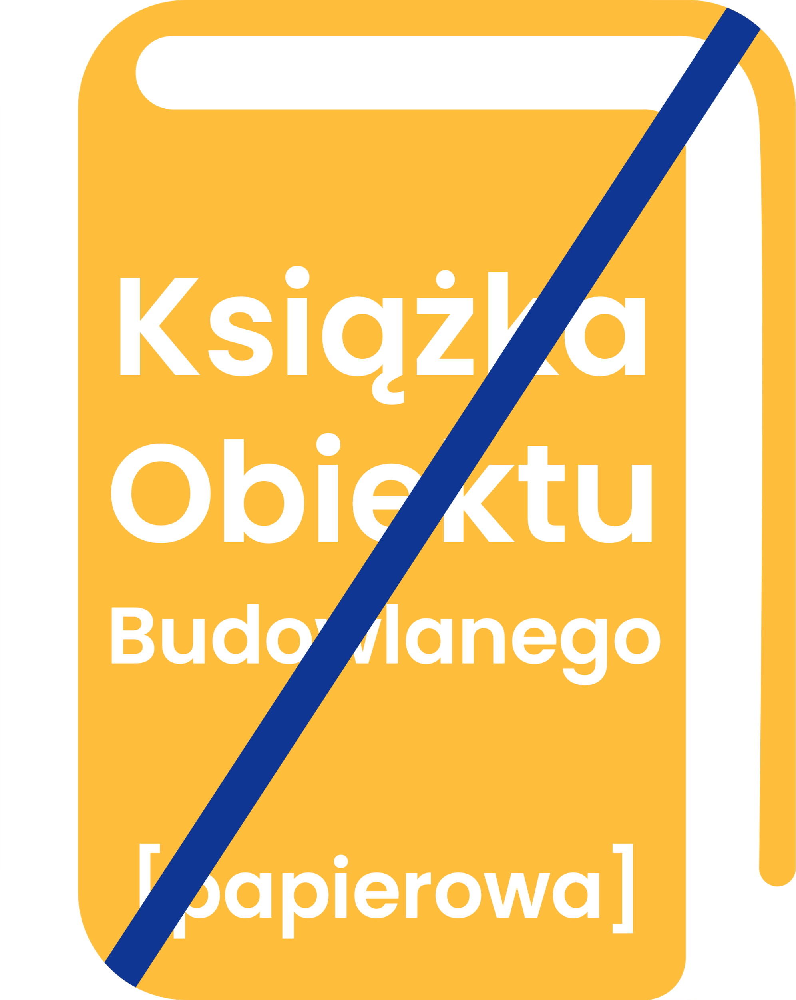 Książka
Obiektu
Budowlanego
[papierowa]